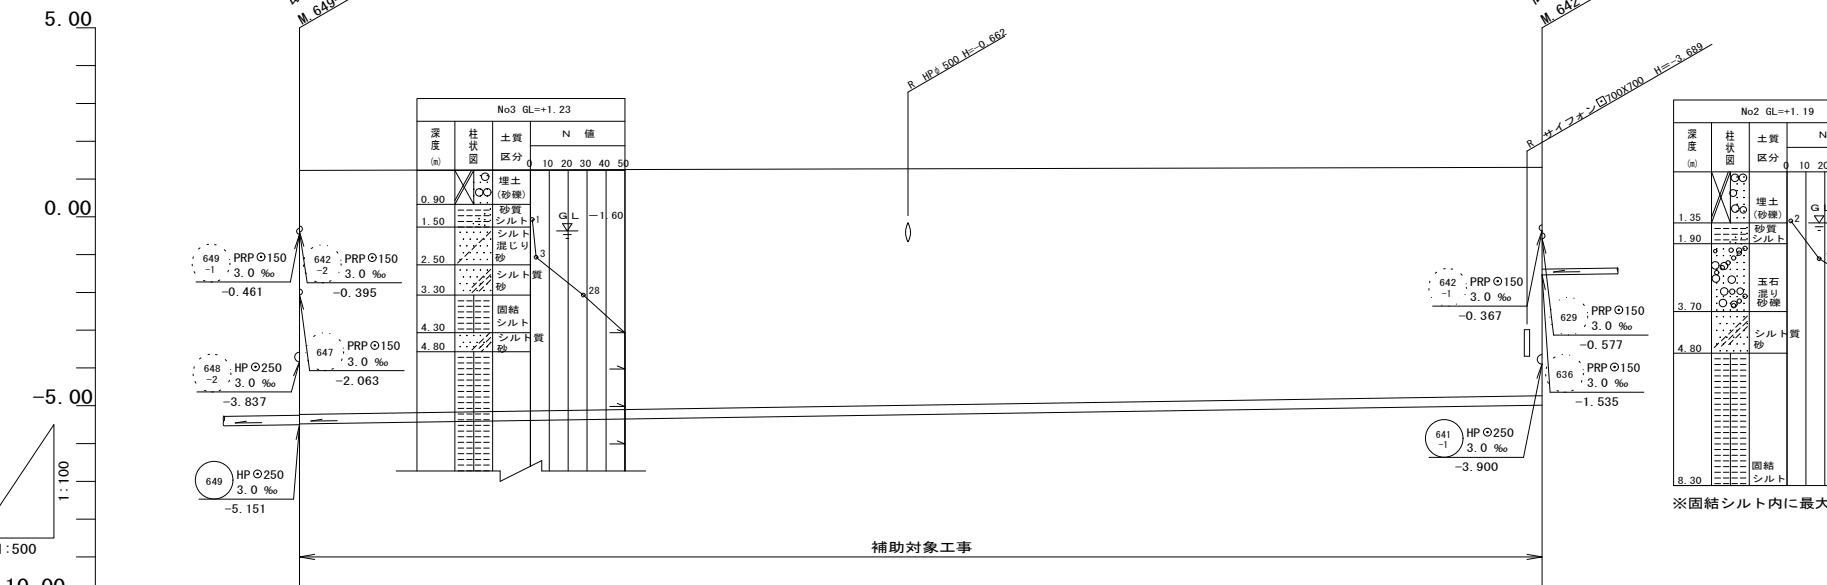 5.00
0.00
-5.00
10.00
M.649
M.642
R HPφ500 H=-0.662
R サイフォン□700X700 H=-3.689
No3 GL=+1.23
深度(m)
柱状図
土質区分
N 値
0 10 20 30 40 50
0.90
埋土
(砂礫)
1.50
砂質
シルト
1
GL -1.60
2.50
シルト
混じり
砂
3
3.30
シルト質
砂
28
4.30
固結
シルト
4.80
シルト質
砂
No2 GL=+1.19
深度(m)
柱状図
土質区分
N
0 10 20
1.35
埋土
(砂礫)
2
1.90
砂質
シルト
3.70
玉石
混り
砂礫
4.80
シルト質
砂
8.30
固結
シルト
※固結シルト内に最大
649
-1
PRP⊙150
3.0 ‰
-0.461
642
-2
PRP⊙150
3.0 ‰
-0.395
647
PRP⊙150
3.0 ‰
-2.063
648
-2
HP⊙250
3.0 ‰
-3.837
649
HP⊙250
3.0 ‰
-5.151
642
-1
PRP⊙150
3.0 ‰
-0.367
629
PRP⊙150
3.0 ‰
-0.577
636
PRP⊙150
3.0 ‰
-1.535
641
-1
HP⊙250
3.0 ‰
-3.900
1:100
1:500
補助対象工事